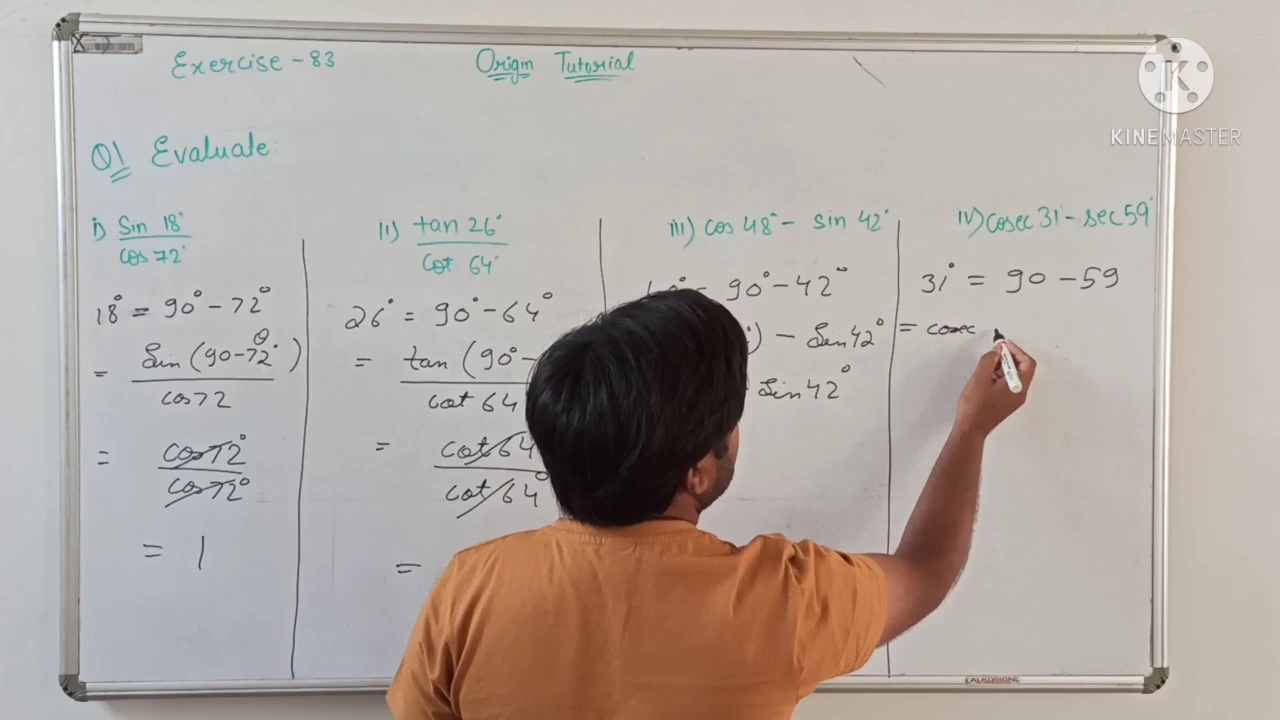 Exercise - 83
Origin Tutorial
KINEMASTER
Q1 Evaluate
i) Sin 18°
cos 72°
18° = 90° - 72°
θ
= Sin (90 - 72°)
cos 72
= cos 72°
cos 72°
= 1
ii) tan 26°
cot 64°
26° = 90° - 64°
= tan (90° -
cot 64
= cot 64
cot 64°
=
iii) cos 48° - sin 42°
90° - 42°
) - Sin 42°
Sin 42°
iv) cosec 31 - sec 59°
31° = 90 - 59
= cosec